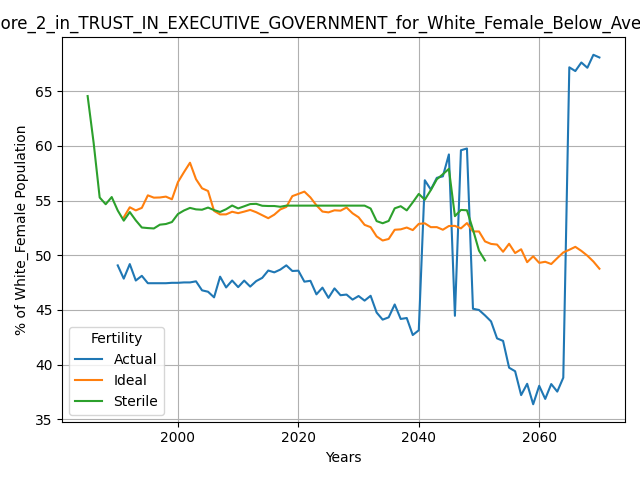 ore_2_in_TRUST_IN_EXECUTIVE_GOVERNMENT_for_White_Female_Below_Ave
% of White_Female Population
65
60
55
50
45
40
35
Fertility
Actual
Ideal
Sterile
2000
2020
2040
2060
Years